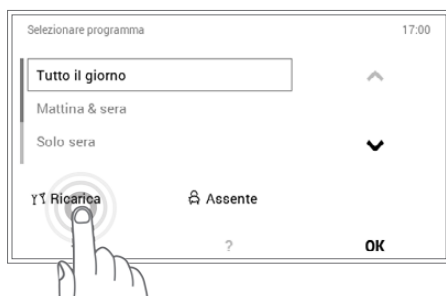 Selezionare programma 17:00
Tutto il giorno
Mattina & sera
Solo sera
Ricarica Assente
? OK